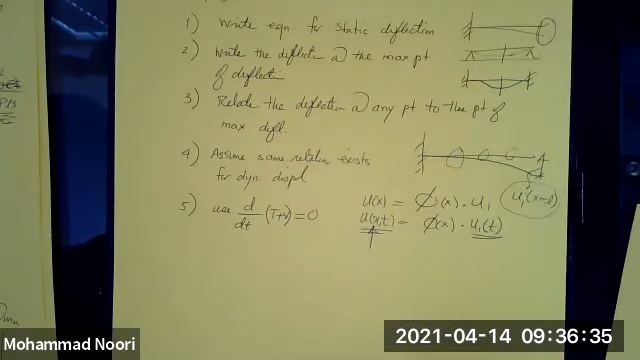 1) Write eqn for static deflection
2) Write the deflectn @ the max pt
of deflectn
3) Relate the deflection @ any pt to the pt of
max defl.
4) Assume same relation exists
for dyn. displ
5) use d/dt (T+V) = 0
u(x) = ∅(x) · u₁
u(x,t) = ∅(x) · u₁(t)
Mohammad Noori
2021-04-14 09:36:35